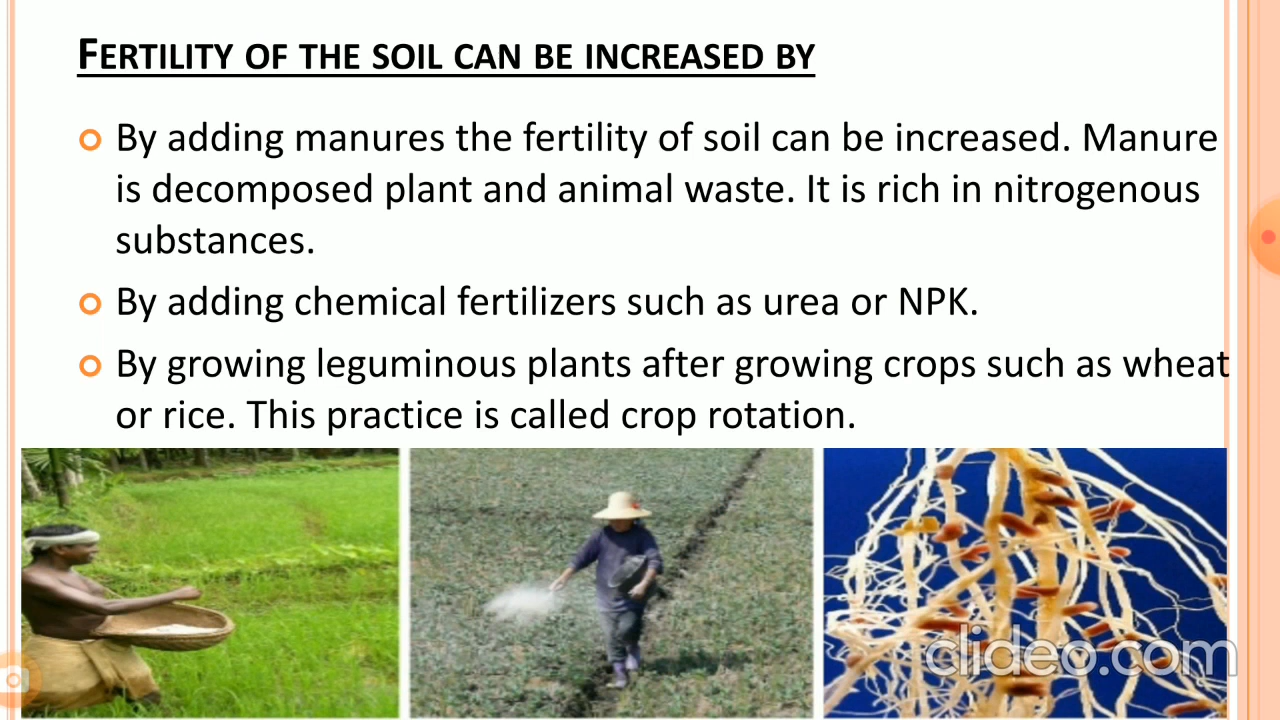 FERTILITY OF THE SOIL CAN BE INCREASED BY
By adding manures the fertility of soil can be increased. Manure
is decomposed plant and animal waste. It is rich in nitrogenous
substances.
By adding chemical fertilizers such as urea or NPK.
By growing leguminous plants after growing crops such as wheat
or rice. This practice is called crop rotation.
clideo.com